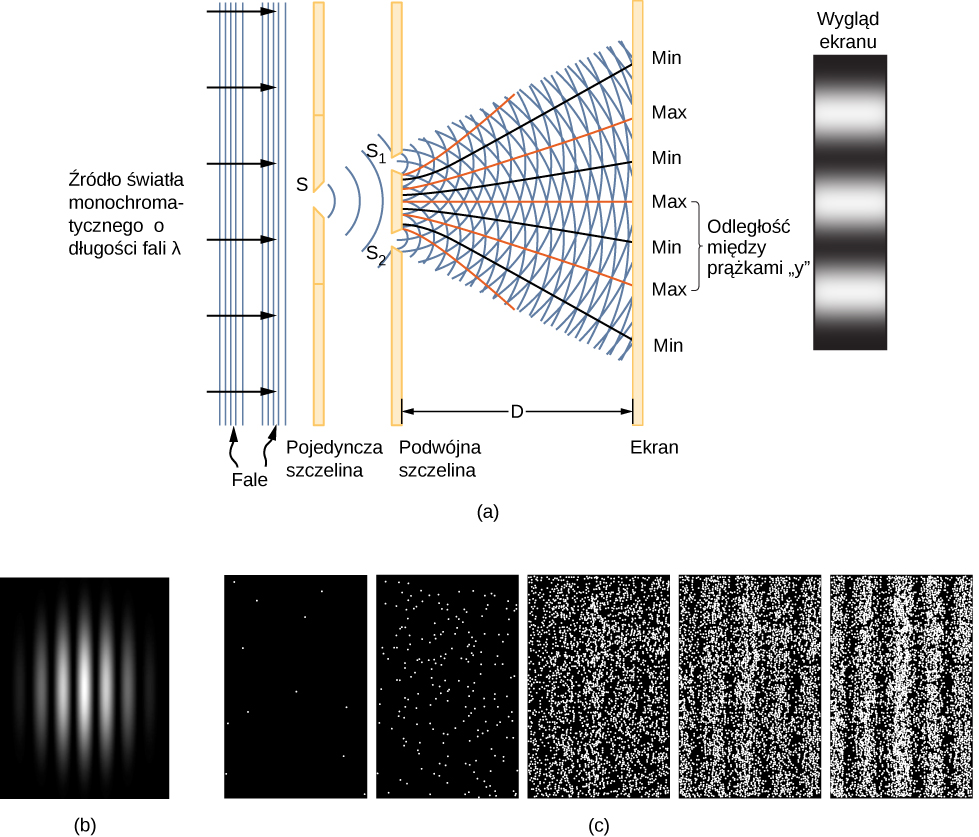 Wygląd
ekranu
Min
Max
Min
Max
Min
Max
Min
Odległość
między
prążkami „y”
S
S1
S2
Źródło światła
monochroma-
tycznego o
długości fali λ
D
Fale
Pojedyncza
szczelina
Podwójna
szczelina
Ekran
(a)
(b)
(c)